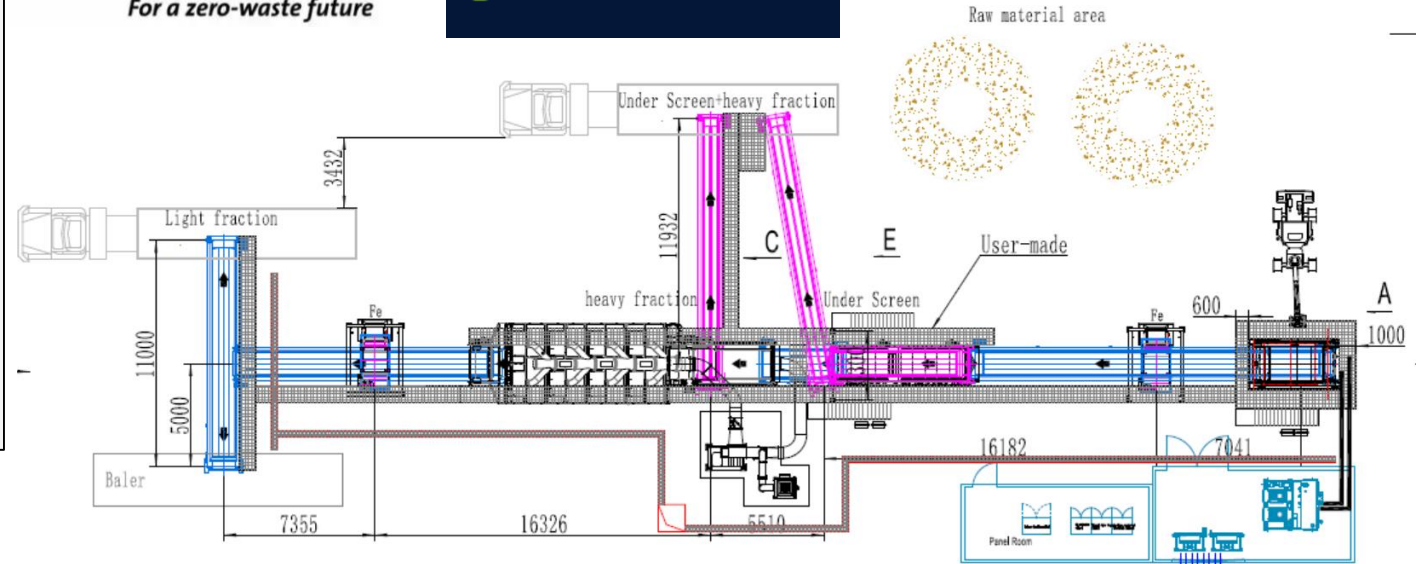 For a zero-waste future
Raw material area
Under Screen+heavy fraction
3432
Light fraction
11932
C
E
User-made
A
heavy fraction
Under Screen
Fe
Fe
600
1000
11000
5000
16182
7041
Baler
7355
16326
5510
Panel Room